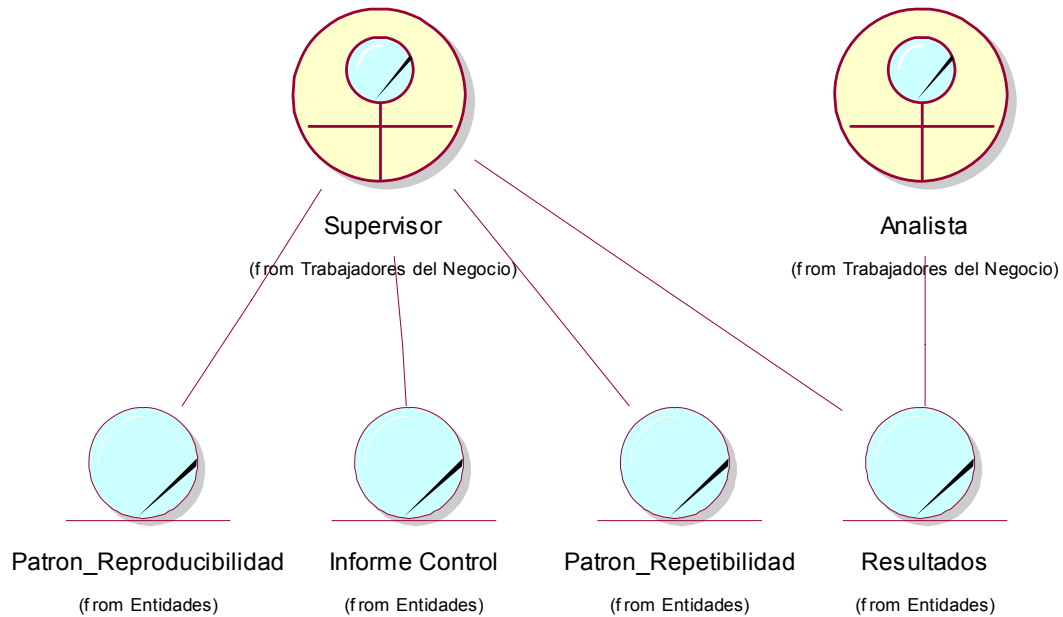 Supervisor
Analista
(from Trabajadores del Negocio)
(from Trabajadores del Negocio)
Patron_Reproducibilidad
Informe Control
Patron_Repetibilidad
Resultados
(from Entidades)
(from Entidades)
(from Entidades)
(from Entidades)